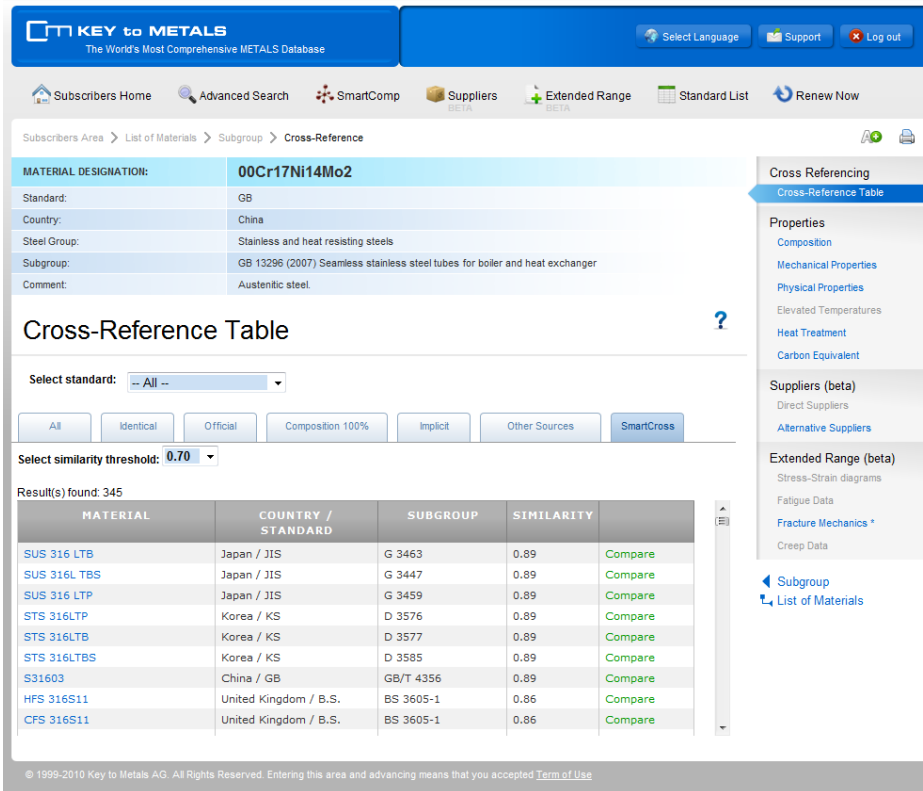 KEY to METALS
The World's Most Comprehensive METALS Database
Select Language
Support
Log out
Subscribers Home
Advanced Search
SmartComp
Suppliers
BETA
Extended Range
BETA
Standard List
Renew Now
Subscribers Area > List of Materials > Subgroup > Cross-Reference
MATERIAL DESIGNATION: 00Cr17Ni14Mo2
Standard: GB
Country: China
Steel Group: Stainless and heat resisting steels
Subgroup: GB 13296 (2007) Seamless stainless steel tubes for boiler and heat exchanger
Comment: Austenitic steel.
Cross-Reference Table
?
Select standard: -- All --
All Identical Official Composition 100% Implicit Other Sources SmartCross
Select similarity threshold: 0.70
Result(s) found: 345
MATERIAL COUNTRY / STANDARD SUBGROUP SIMILARITY
SUS 316 LTB Japan / JIS G 3463 0.89 Compare
SUS 316L TBS Japan / JIS G 3447 0.89 Compare
SUS 316 LTP Japan / JIS G 3459 0.89 Compare
STS 316LTP Korea / KS D 3576 0.89 Compare
STS 316LTB Korea / KS D 3577 0.89 Compare
STS 316LTBS Korea / KS D 3585 0.89 Compare
S31603 China / GB GB/T 4356 0.89 Compare
HFS 316S11 United Kingdom / B.S. BS 3605-1 0.86 Compare
CFS 316S11 United Kingdom / B.S. BS 3605-1 0.86 Compare
Cross Referencing
Cross-Reference Table
Properties
Composition
Mechanical Properties
Physical Properties
Elevated Temperatures
Heat Treatment
Carbon Equivalent
Suppliers (beta)
Direct Suppliers
Alternative Suppliers
Extended Range (beta)
Stress-Strain diagrams
Fatigue Data
Fracture Mechanics *
Creep Data
Subgroup
List of Materials
© 1999-2010 Key to Metals AG. All Rights Reserved. Entering this area and advancing means that you accepted Term of Use